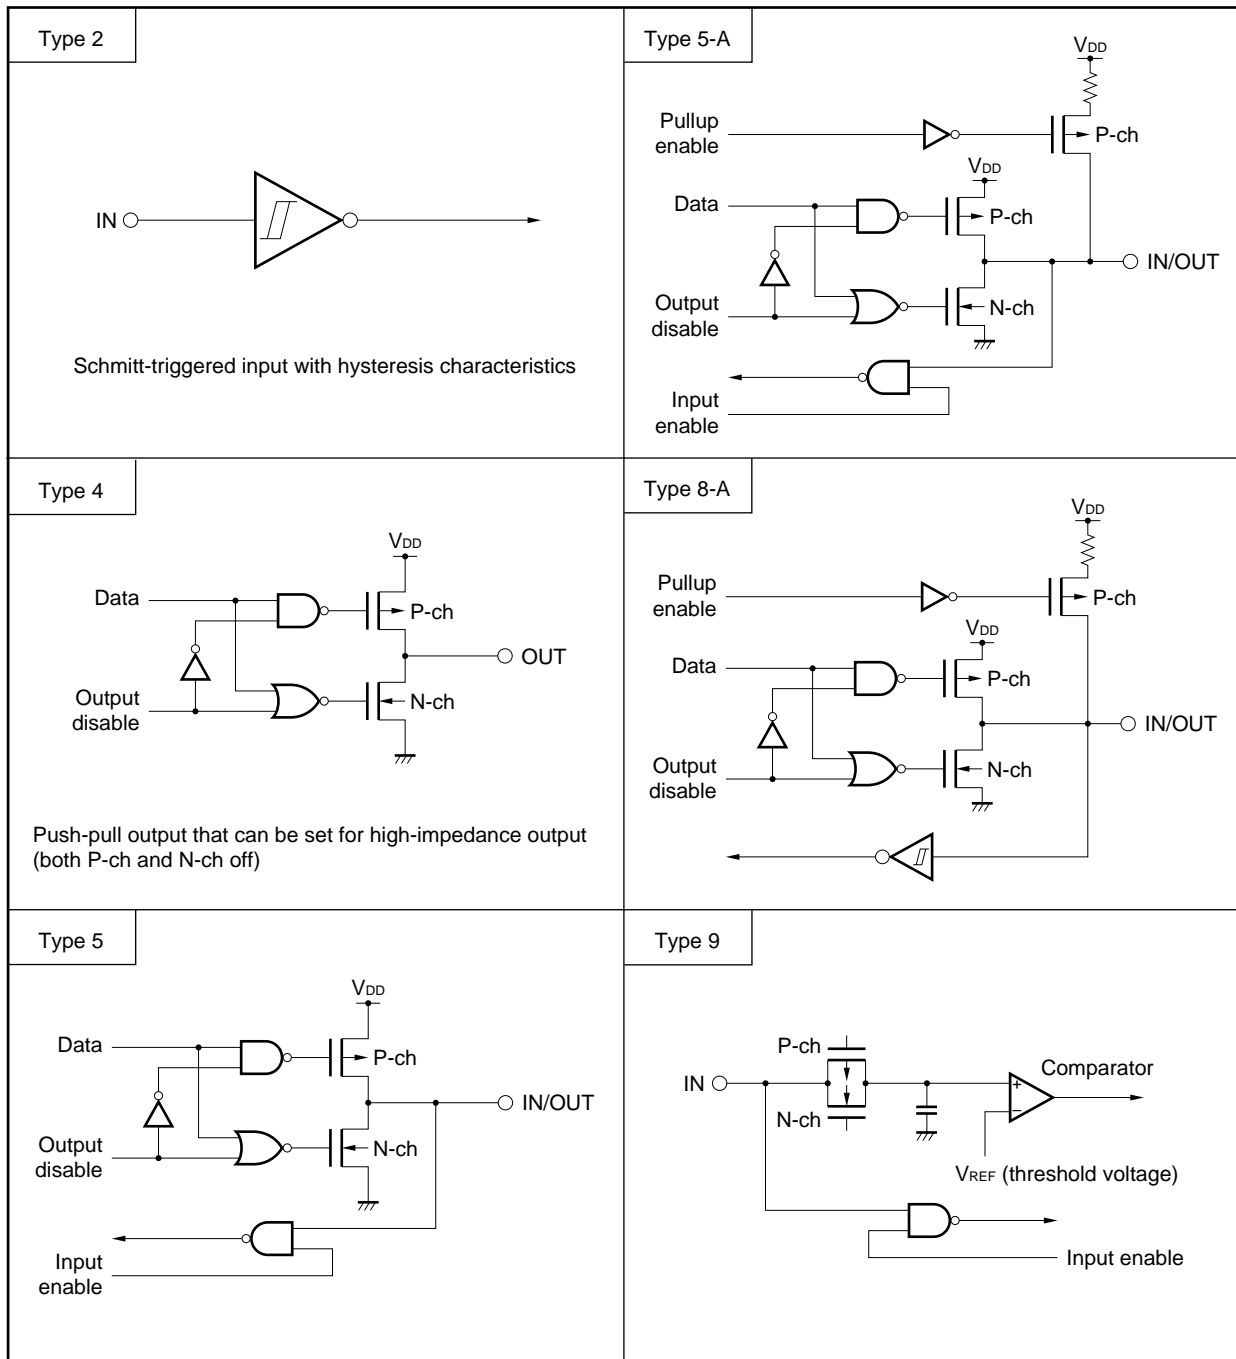 Type 2
IN
Schmitt-triggered input with hysteresis characteristics
Type 5-A
VDD
Pullup
enable
P-ch
VDD
Data
P-ch
IN/OUT
Output
disable
N-ch
Input
enable
Type 4
VDD
Data
P-ch
OUT
Output
disable
N-ch
Push-pull output that can be set for high-impedance output
(both P-ch and N-ch off)
Type 8-A
VDD
Pullup
enable
P-ch
VDD
Data
P-ch
IN/OUT
Output
disable
N-ch
Type 5
VDD
Data
P-ch
IN/OUT
Output
disable
N-ch
Input
enable
Type 9
P-ch
IN
N-ch
Comparator
+
−
VREF (threshold voltage)
Input enable